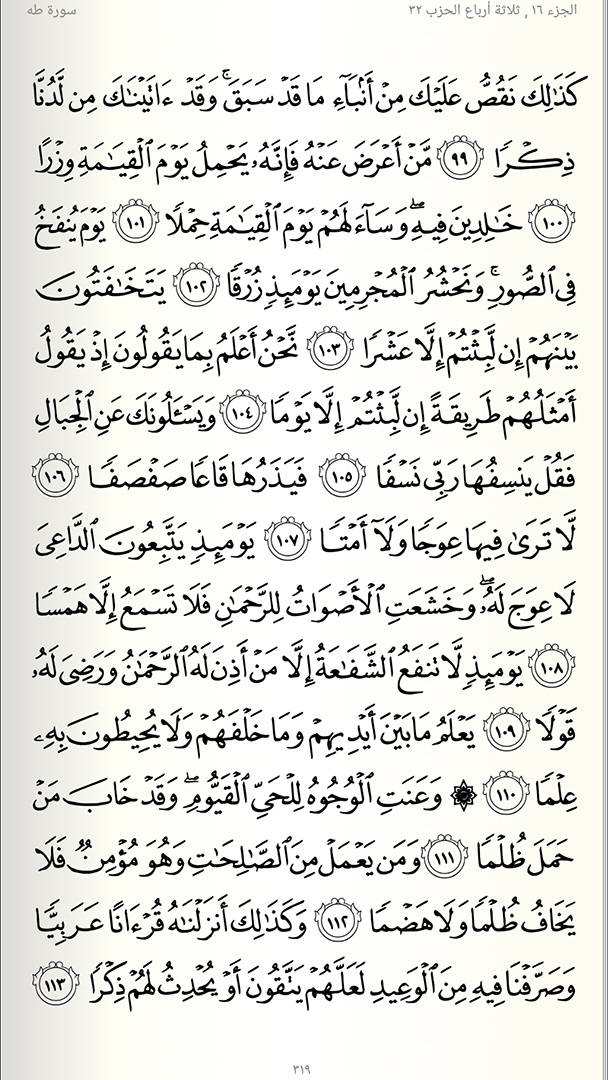 الجزء ١٦ , ثلاثة أرباع الحزب ٣٢
سورة طه
كَذَٰلِكَ نَقُصُّ عَلَيۡكَ مِنۡ أَنۢبَآءِ مَا قَدۡ سَبَقَۚ وَقَدۡ ءَاتَيۡنَٰكَ مِن لَّدُنَّا
ذِكۡرٗا ٩٩ مَّنۡ أَعۡرَضَ عَنۡهُ فَإِنَّهُۥ يَحۡمِلُ يَوۡمَ ٱلۡقِيَٰمَةِ وِزۡرًا
١٠٠ خَٰلِدِينَ فِيهِۖ وَسَآءَ لَهُمۡ يَوۡمَ ٱلۡقِيَٰمَةِ حِمۡلٗا ١٠١ يَوۡمَ يُنفَخُ
فِي ٱلصُّورِۚ وَنَحۡشُرُ ٱلۡمُجۡرِمِينَ يَوۡمَئِذٖ زُرۡقٗا ١٠٢ يَتَخَٰفَتُونَ
بَيۡنَهُمۡ إِن لَّبِثۡتُمۡ إِلَّا عَشۡرٗا ١٠٣ نَّحۡنُ أَعۡلَمُ بِمَا يَقُولُونَ إِذۡ يَقُولُ
أَمۡثَلُهُمۡ طَرِيقَةً إِن لَّبِثۡتُمۡ إِلَّا يَوۡمٗا ١٠٤ وَيَسۡـَٔلُونَكَ عَنِ ٱلۡجِبَالِ
فَقُلۡ يَنسِفُهَا رَبِّي نَسۡفٗا ١٠٥ فَيَذَرُهَا قَاعٗا صَفۡصَفٗا ١٠٦
لَّا تَرَىٰ فِيهَا عِوَجٗا وَلَآ أَمۡتٗا ١٠٧ يَوۡمَئِذٖ يَتَّبِعُونَ ٱلدَّاعِيَ
لَا عِوَجَ لَهُۥۖ وَخَشَعَتِ ٱلۡأَصۡوَاتُ لِلرَّحۡمَٰنِ فَلَا تَسۡمَعُ إِلَّا هَمۡسٗا
١٠٨ يَوۡمَئِذٖ لَّا تَنفَعُ ٱلشَّفَٰعَةُ إِلَّا مَنۡ أَذِنَ لَهُ ٱلرَّحۡمَٰنُ وَرَضِيَ لَهُۥ
قَوۡلٗا ١٠٩ يَعۡلَمُ مَا بَيۡنَ أَيۡدِيهِمۡ وَمَا خَلۡفَهُمۡ وَلَا يُحِيطُونَ بِهِۦ
عِلۡمٗا ١١٠ ۞ وَعَنَتِ ٱلۡوُجُوهُ لِلۡحَيِّ ٱلۡقَيُّومِۖ وَقَدۡ خَابَ مَنۡ
حَمَلَ ظُلۡمٗا ١١١ وَمَن يَعۡمَلۡ مِنَ ٱلصَّٰلِحَٰتِ وَهُوَ مُؤۡمِنٞ فَلَا
يَخَافُ ظُلۡمٗا وَلَا هَضۡمٗا ١١٢ وَكَذَٰلِكَ أَنزَلۡنَٰهُ قُرۡءَانًا عَرَبِيّٗا
وَصَرَّفۡنَا فِيهِ مِنَ ٱلۡوَعِيدِ لَعَلَّهُمۡ يَتَّقُونَ أَوۡ يُحۡدِثُ لَهُمۡ ذِكۡرٗا ١١٣
٣١٩